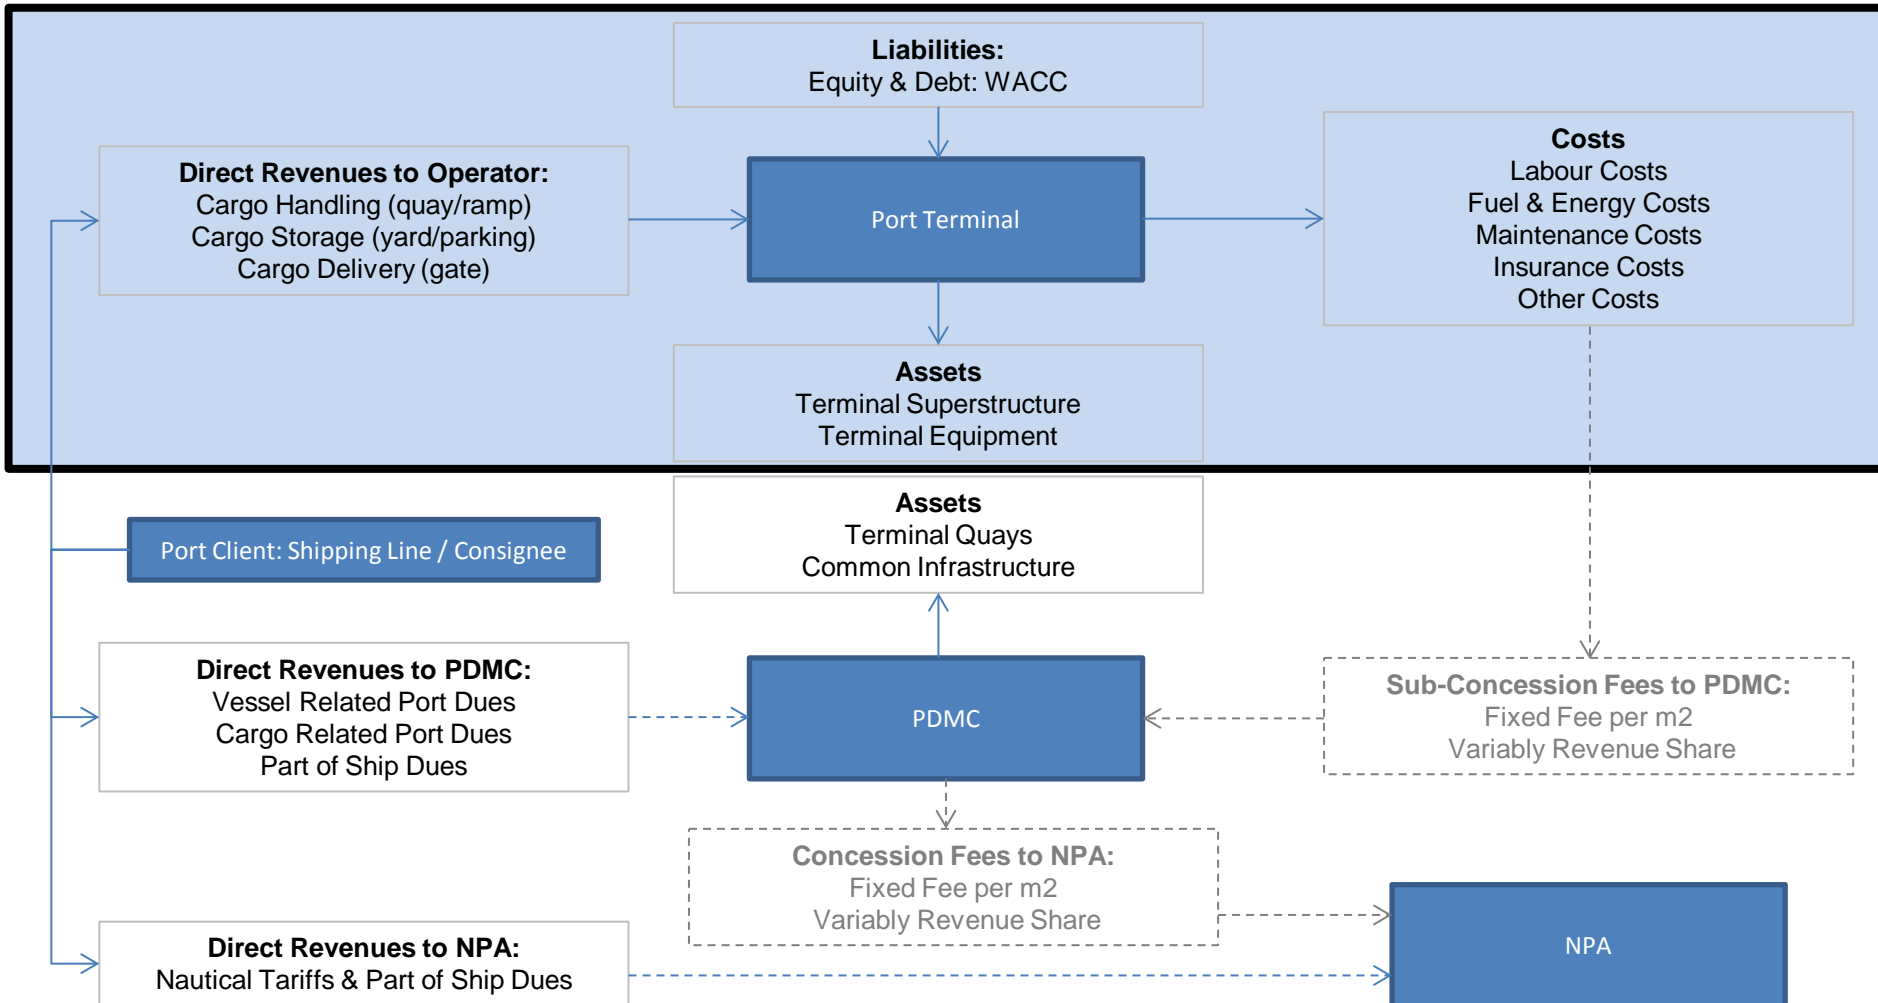 Liabilities:
Equity & Debt: WACC
Direct Revenues to Operator:
Cargo Handling (quay/ramp)
Cargo Storage (yard/parking)
Cargo Delivery (gate)
Port Terminal
Costs
Labour Costs
Fuel & Energy Costs
Maintenance Costs
Insurance Costs
Other Costs
Assets
Terminal Superstructure
Terminal Equipment
Assets
Terminal Quays
Common Infrastructure
Port Client: Shipping Line / Consignee
Direct Revenues to PDMC:
Vessel Related Port Dues
Cargo Related Port Dues
Part of Ship Dues
PDMC
Sub-Concession Fees to PDMC:
Fixed Fee per m2
Variably Revenue Share
Concession Fees to NPA:
Fixed Fee per m2
Variably Revenue Share
Direct Revenues to NPA:
Nautical Tariffs & Part of Ship Dues
NPA